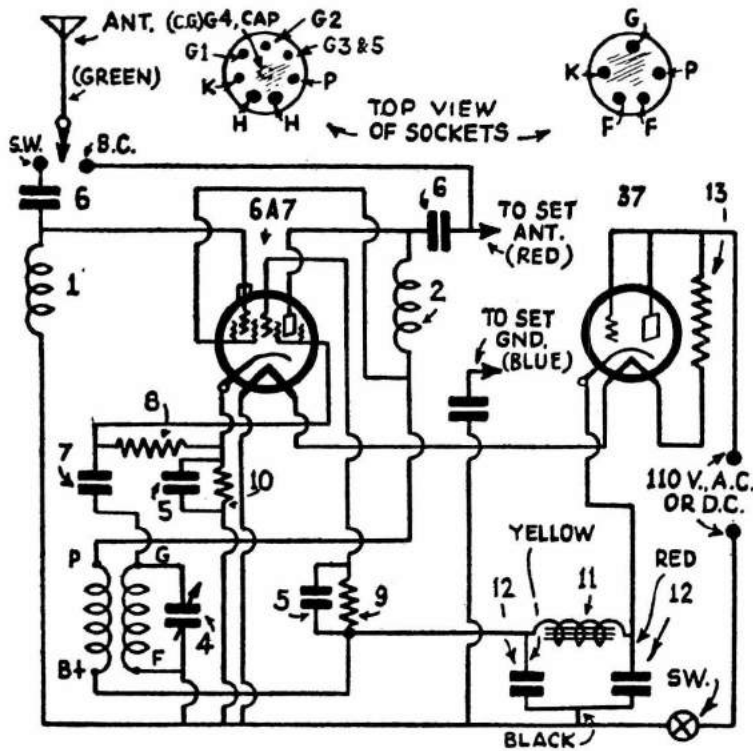 ANT.
(GREEN)
(C.G.) G4, CAP
G1
G2
G3 & 5
K
P
H
H
TOP VIEW
OF SOCKETS
G
K
P
F
F
S.W.
B.C.
6
1
6A7
6
TO SET
ANT.
(RED)
2
TO SET
GND.
(BLUE)
37
13
8
7
5
10
110 V., A.C.
OR D.C.
P
G
4
B+
F
5
9
YELLOW
12
11
RED
12
SW.
BLACK